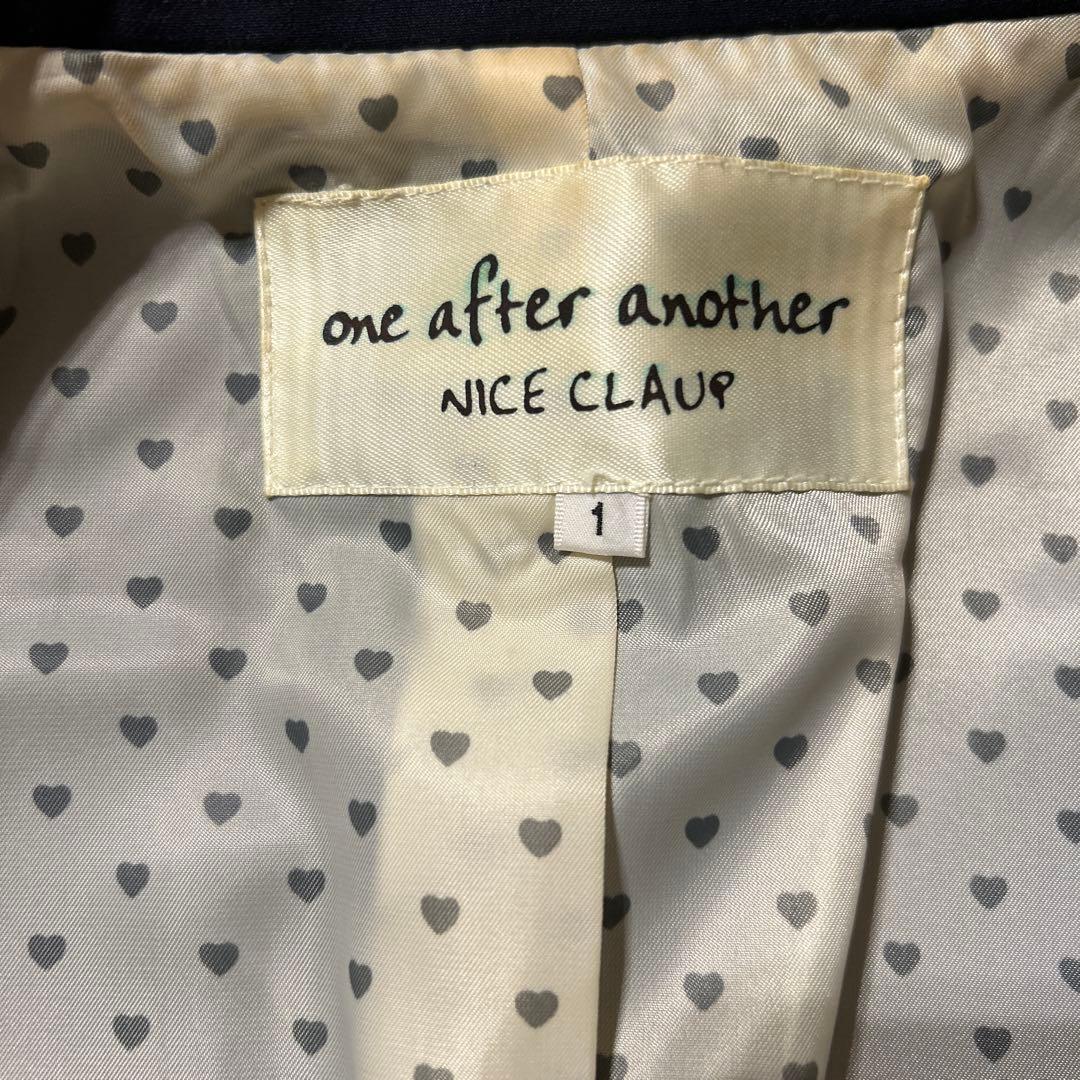 one after another
NICE CLAUP
1